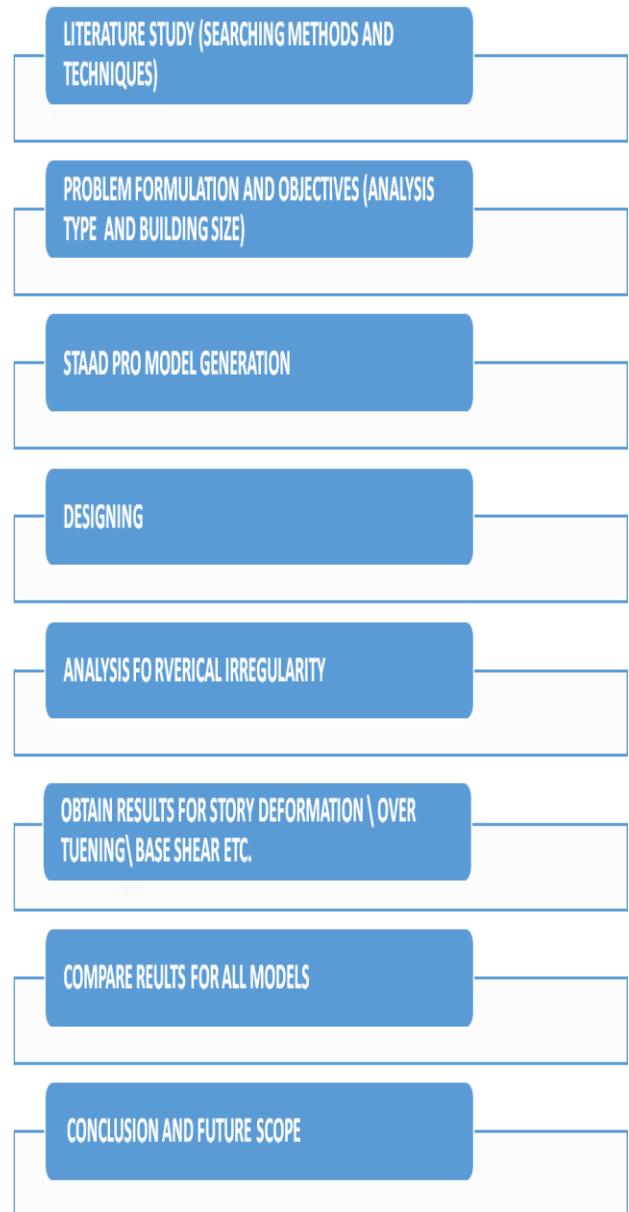 LITERATURE STUDY (SEARCHING METHODS AND
TECHNIQUES)
PROBLEM FORMULATION AND OBJECTIVES (ANALYSIS
TYPE AND BUILDING SIZE)
STAAD PRO MODEL GENERATION
DESIGNING
ANALYSIS FO RVERICAL IRREGULARITY
OBTAIN RESULTS FOR STORY DEFORMATION \ OVER
TUENING\ BASE SHEAR ETC.
COMPARE REULTS FOR ALL MODELS
CONCLUSION AND FUTURE SCOPE